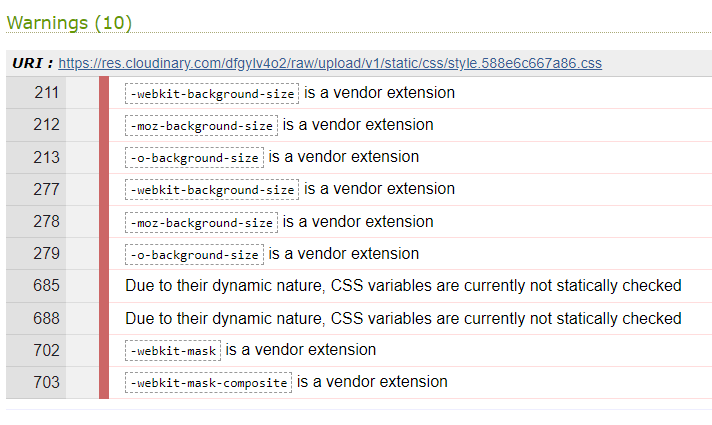 Warnings (10)
URI : https://res.cloudinary.com/dfgylv4o2/raw/upload/v1/static/css/style.588e6c667a86.css
211 -webkit-background-size is a vendor extension
212 -moz-background-size is a vendor extension
213 -o-background-size is a vendor extension
277 -webkit-background-size is a vendor extension
278 -moz-background-size is a vendor extension
279 -o-background-size is a vendor extension
685 Due to their dynamic nature, CSS variables are currently not statically checked
688 Due to their dynamic nature, CSS variables are currently not statically checked
702 -webkit-mask is a vendor extension
703 -webkit-mask-composite is a vendor extension